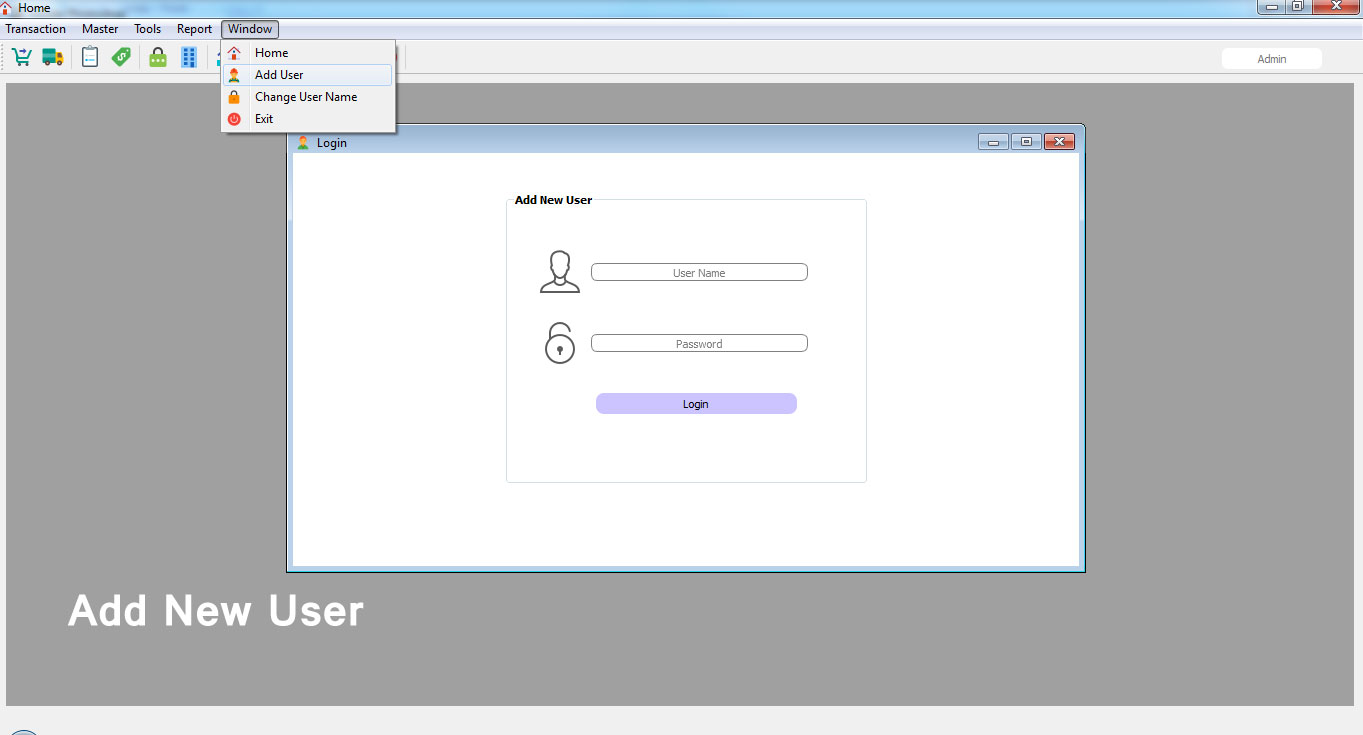 Home
Transaction Master Tools Report Window
Home
Add User
Change User Name
Exit
Admin
Login
Add New User
User Name
Password
Login
Add New User